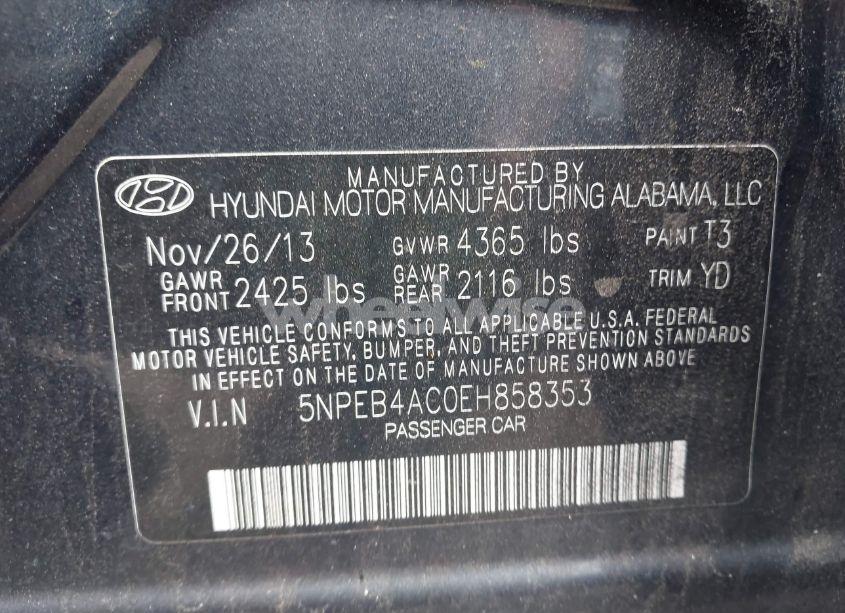 MANUFACTURED BY
HYUNDAI MOTOR MANUFACTURING ALABAMA, LLC
Nov/26/13 GVWR 4365 lbs PAINT T3
GAWR FRONT 2425 lbs GAWR REAR 2116 lbs TRIM YD
wheelwise
THIS VEHICLE CONFORMS TO ALL APPLICABLE U.S.A. FEDERAL
MOTOR VEHICLE SAFETY, BUMPER, AND THEFT PREVENTION STANDARDS
IN EFFECT ON THE DATE OF MANUFACTURE SHOWN ABOVE
V.I.N 5NPEB4AC0EH858353
PASSENGER CAR